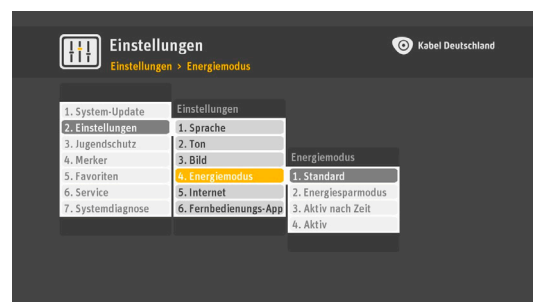 Einstellungen
Einstellungen > Energiemodus
Kabel Deutschland
1. System-Update
2. Einstellungen
3. Jugendschutz
4. Merker
5. Favoriten
6. Service
7. Systemdiagnose
Einstellungen
1. Sprache
2. Ton
3. Bild
4. Energiemodus
5. Internet
6. Fernbedienungs-App
Energiemodus
1. Standard
2. Energiesparmodus
3. Aktiv nach Zeit
4. Aktiv